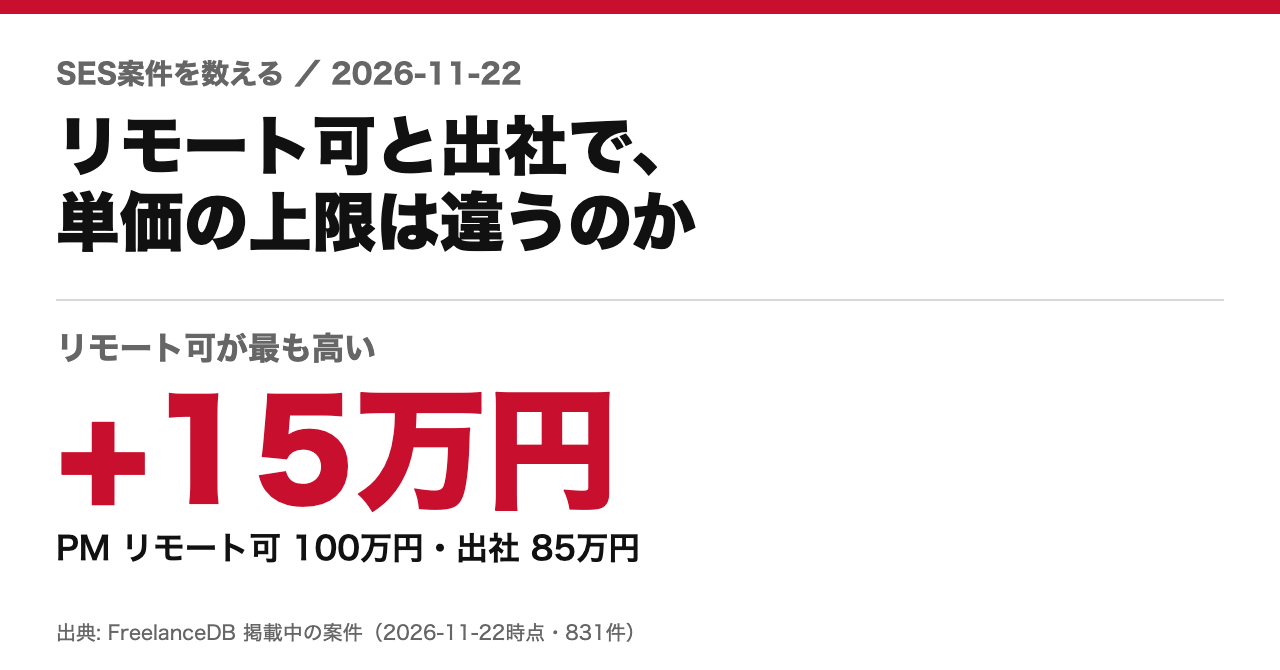 SES案件を数える ／ 2026-11-22
リモート可と出社で、
単価の上限は違うのか
リモート可が最も高い
+15万円
PM リモート可 100万円・出社 85万円
出典: FreelanceDB 掲載中の案件（2026-11-22時点・831件）